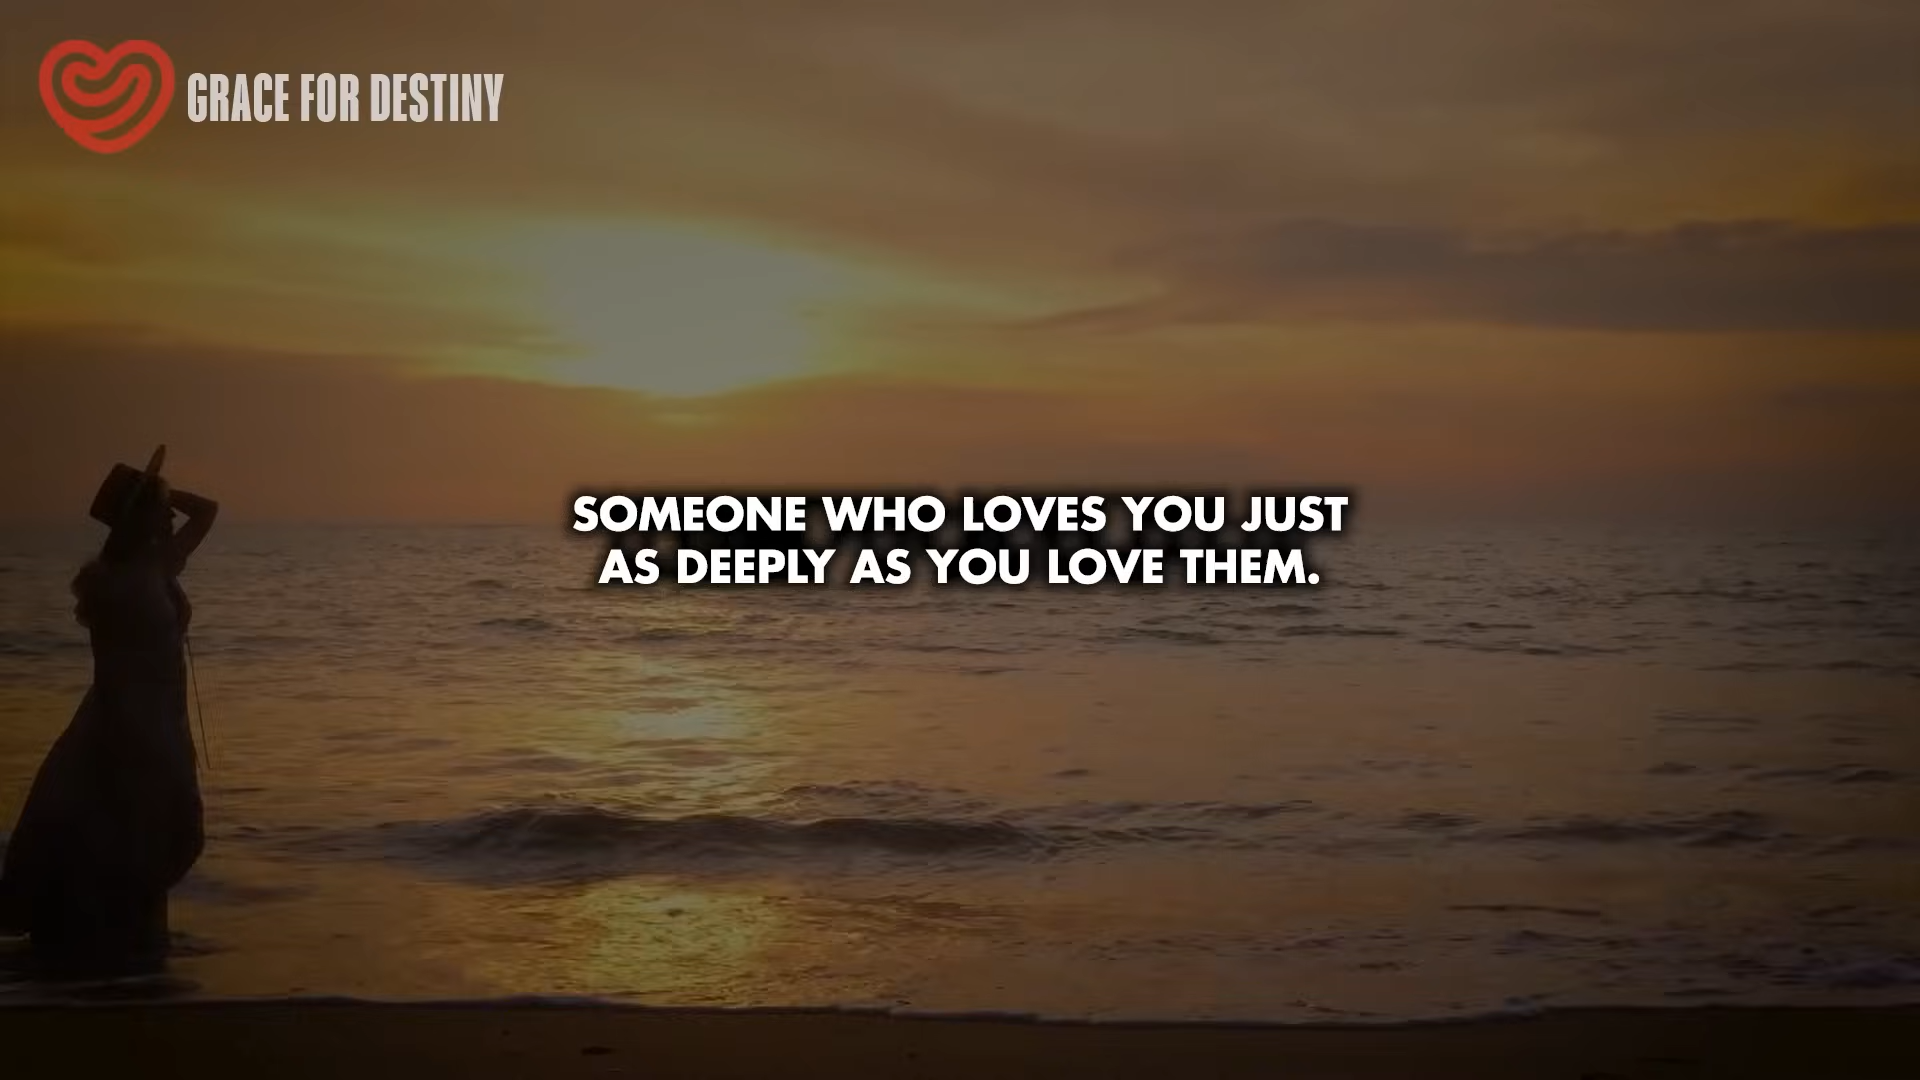 GRACE FOR DESTINY
SOMEONE WHO LOVES YOU JUST
AS DEEPLY AS YOU LOVE THEM.